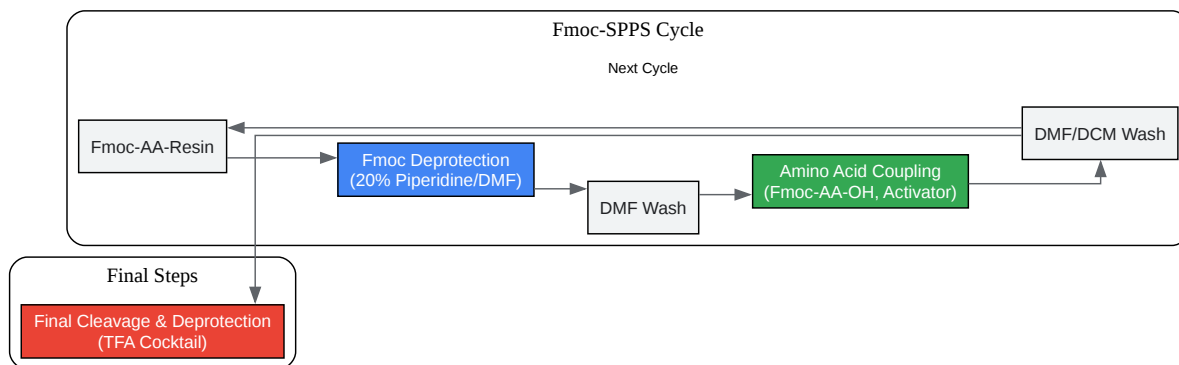 Fmoc-SPPS Cycle
Next Cycle
Fmoc-AA-Resin
Fmoc Deprotection
(20% Piperidine/DMF)
DMF Wash
Amino Acid Coupling
(Fmoc-AA-OH, Activator)
DMF/DCM Wash
Final Steps
Final Cleavage & Deprotection
(TFA Cocktail)